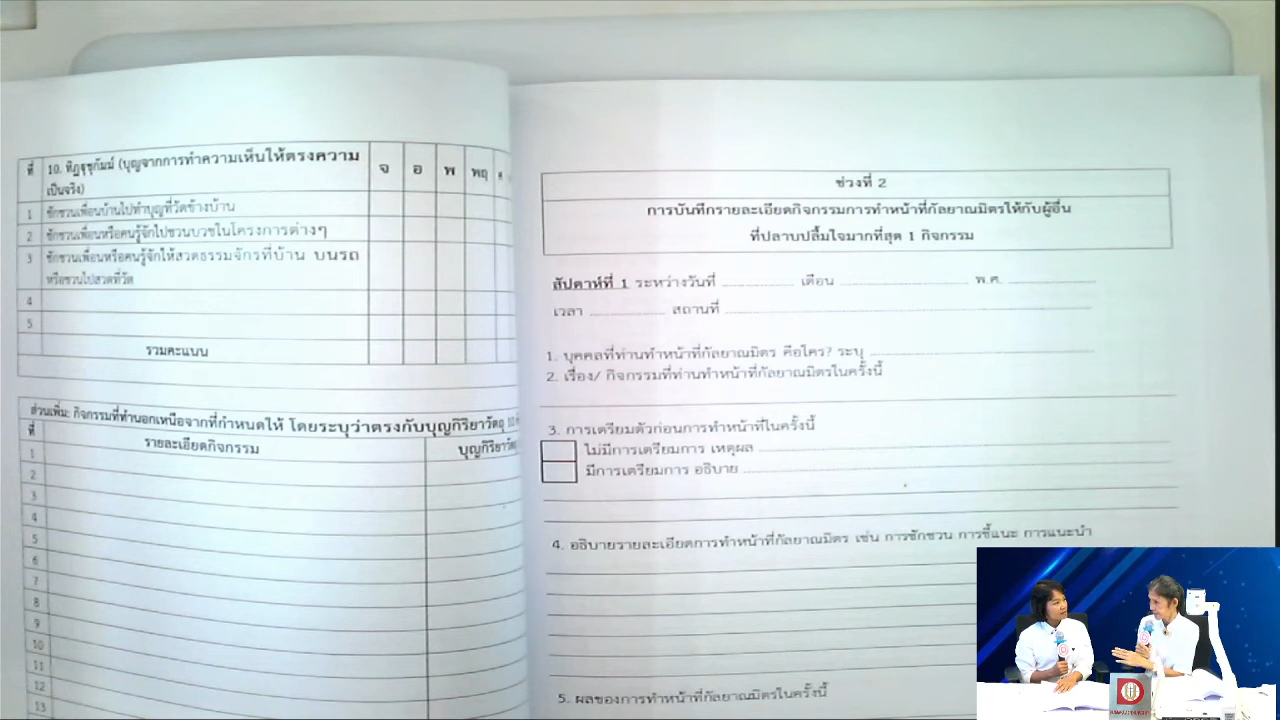 ที่ 10. ทิฏฐุชุกัมม์ (บุญจากการทำความเห็นให้ตรงความ จ อ พ พฤ ศ
เป็นจริง)
1 ชักชวนเพื่อนบ้านไปทำบุญที่วัดข้างบ้าน
2 ชักชวนเพื่อนหรือคนรู้จักไปชวนบวชในโครงการต่างๆ
3 ชักชวนเพื่อนหรือคนรู้จักให้สวดธรรมจักรที่บ้าน บนรถ
หรือชวนไปสวดที่วัด
4
5
รวมคะแนน
ส่วนเพิ่ม: กิจกรรมที่ทำนอกเหนือจากที่กำหนดให้ โดยระบุว่าตรงกับบุญกิริยาวัตถุ 10
ที่ รายละเอียดกิจกรรม บุญกิริยาวัตถุ
1
2
3
4
5
6
7
8
9
10
11
12
13
ช่วงที่ 2
การบันทึกรายละเอียดกิจกรรมการทำหน้าที่กัลยาณมิตรให้กับผู้อื่น
ที่ปลาบปลื้มใจมากที่สุด 1 กิจกรรม
สัปดาห์ที่ 1 ระหว่างวันที่ .............. เดือน .......................... พ.ศ. ..................
เวลา ............... สถานที่ ..........................................................................
1. บุคคลที่ท่านทำหน้าที่กัลยาณมิตร คือใคร? ระบุ .............................................
2. เรื่อง/ กิจกรรมที่ท่านทำหน้าที่กัลยาณมิตรในครั้งนี้
3. การเตรียมตัวก่อนการทำหน้าที่ในครั้งนี้
ไม่มีการเตรียมการ เหตุผล ..................................................................
มีการเตรียมการ อธิบาย .....................................................................
4. อธิบายรายละเอียดการทำหน้าที่กัลยาณมิตร เช่น การชักชวน การชี้แนะ การแนะนำ
5. ผลของการทำหน้าที่กัลยาณมิตรในครั้งนี้